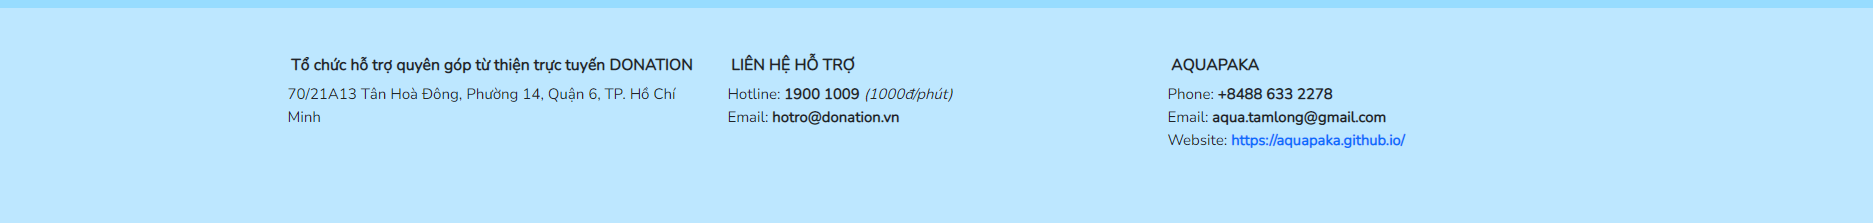 Tổ chức hỗ trợ quyên góp từ thiện trực tuyến DONATION
70/21A13 Tân Hoà Đông, Phường 14, Quận 6, TP. Hồ Chí
Minh
LIÊN HỆ HỖ TRỢ
Hotline: 1900 1009 (1000đ/phút)
Email: hotro@donation.vn
AQUAPAKA
Phone: +8488 633 2278
Email: aqua.tamlong@gmail.com
Website: https://aquapaka.github.io/